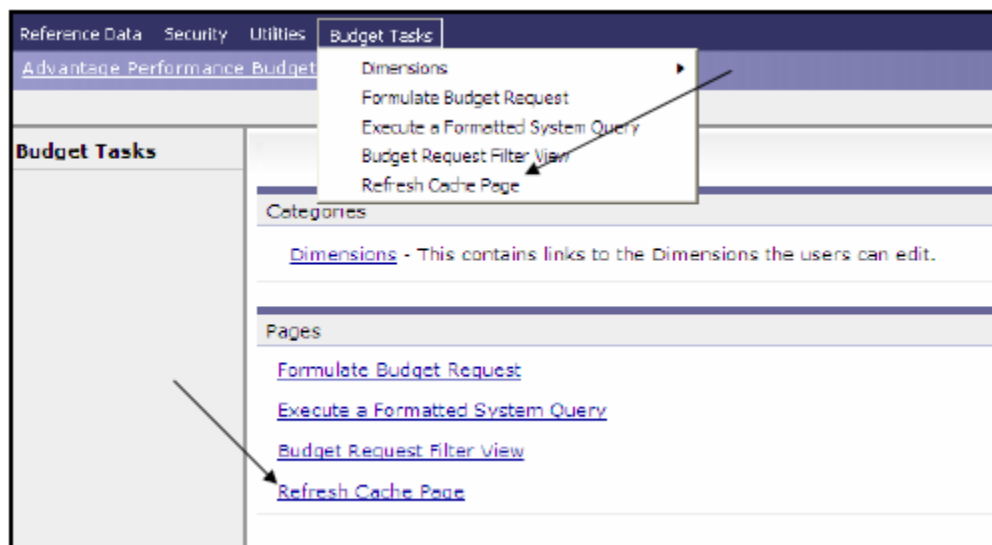 Reference Data Security Utilities Budget Tasks
Advantage Performance Budget
Dimensions
Formulate Budget Request
Execute a Formatted System Query
Budget Request Filter View
Refresh Cache Page
Budget Tasks
Categories
Dimensions - This contains links to the Dimensions the users can edit.
Pages
Formulate Budget Request
Execute a Formatted System Query
Budget Request Filter View
Refresh Cache Page